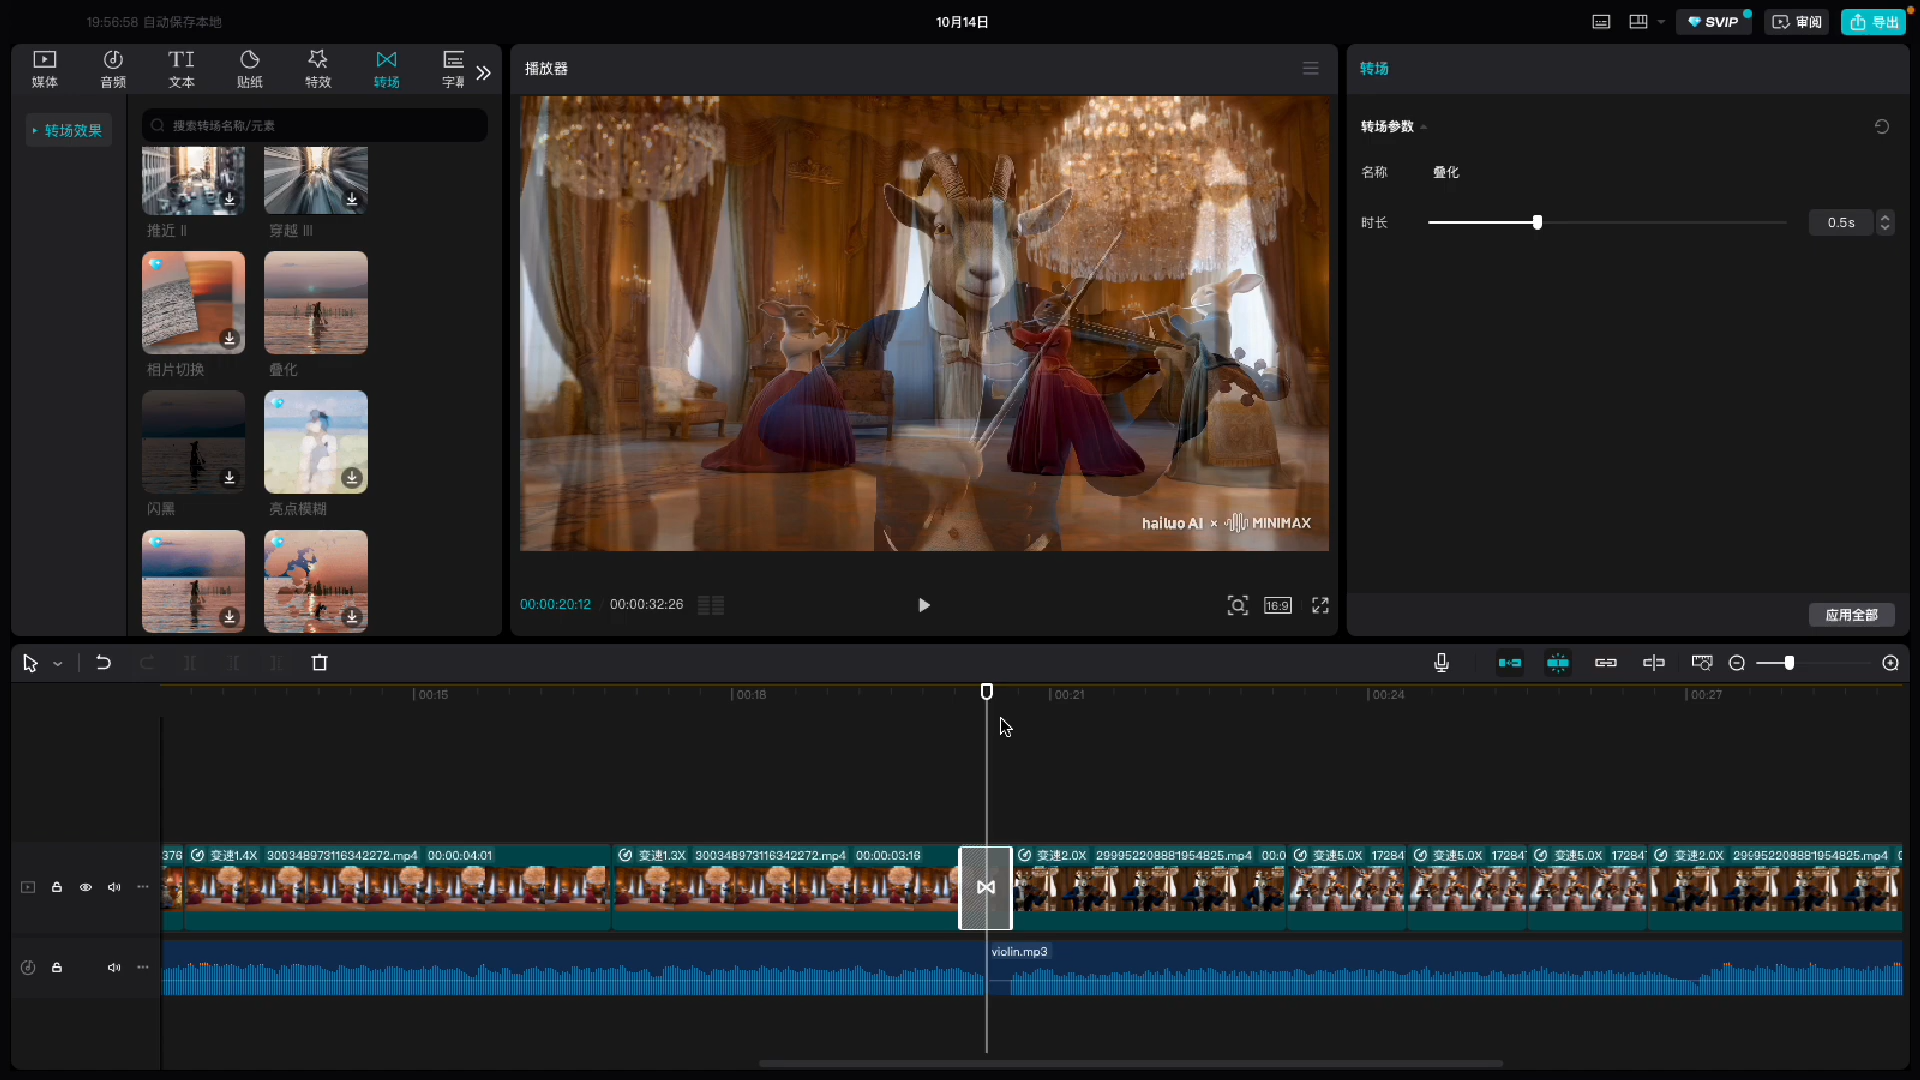 19:56:58 自动保存本地
10月14日
SVIP
审阅
导出
媒体
音频
文本
贴纸
特效
转场
字幕
转场效果
搜索转场名称/元素
推近 II
穿越 III
相片切换
叠化
闪黑
亮点模糊
播放器
hailuo AI × MINIMAX
00:00:20:12
00:00:32:26
16:9
转场
转场参数
名称
叠化
时长
0.5s
应用全部
00:15
00:18
00:21
00:24
00:27
376
变速1.4X 300348973116342272.mp4 00:00:04:01
变速1.3X 300348973116342272.mp4 00:00:03:16
变速2.0X 299952208881954825.mp4 00:0
变速5.0X 17284
变速5.0X 17284
变速5.0X 17284
变速2.0X 299952208881954825.mp4
violin.mp3